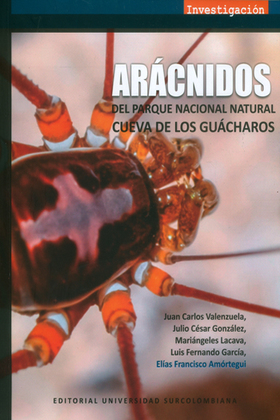 Investigación
ARÁCNIDOS
DEL PARQUE NACIONAL NATURAL
CUEVA DE LOS GUÁCHAROS
Juan Carlos Valenzuela,
Julio César González,
Mariángeles Lacava,
Luis Fernando García,
Elías Francisco Amórtegui
EDITORIAL UNIVERSIDAD SURCOLOMBIANA